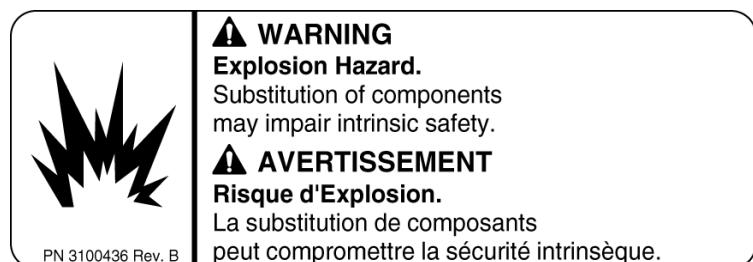 WARNING
Explosion Hazard.
Substitution of components
may impair intrinsic safety.
AVERTISSEMENT
Risque d'Explosion.
La substitution de composants
peut compromettre la sécurité intrinsèque.
PN 3100436 Rev. B